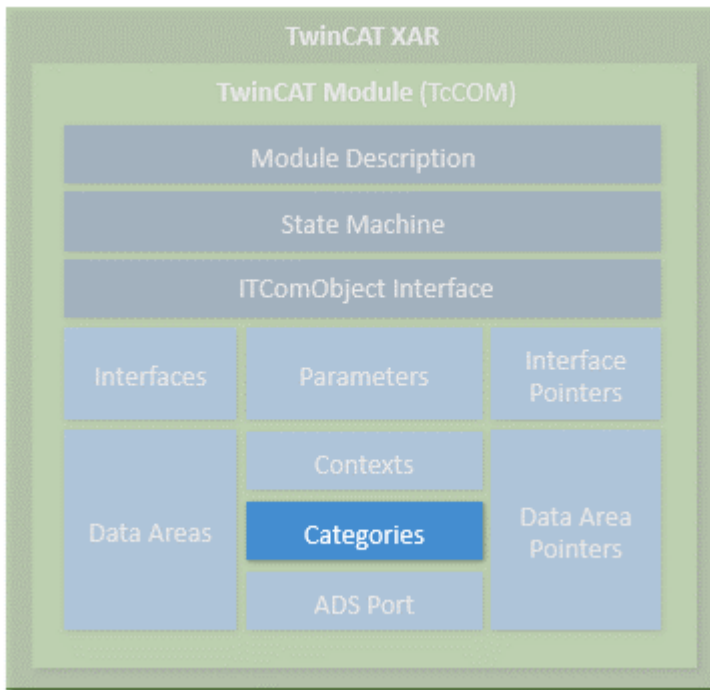 TwinCAT XAR
TwinCAT Module (TcCOM)
Module Description
State Machine
ITComObject Interface
Interfaces
Parameters
Interface
Pointers
Data Areas
Contexts
Categories
ADS Port
Data Area
Pointers